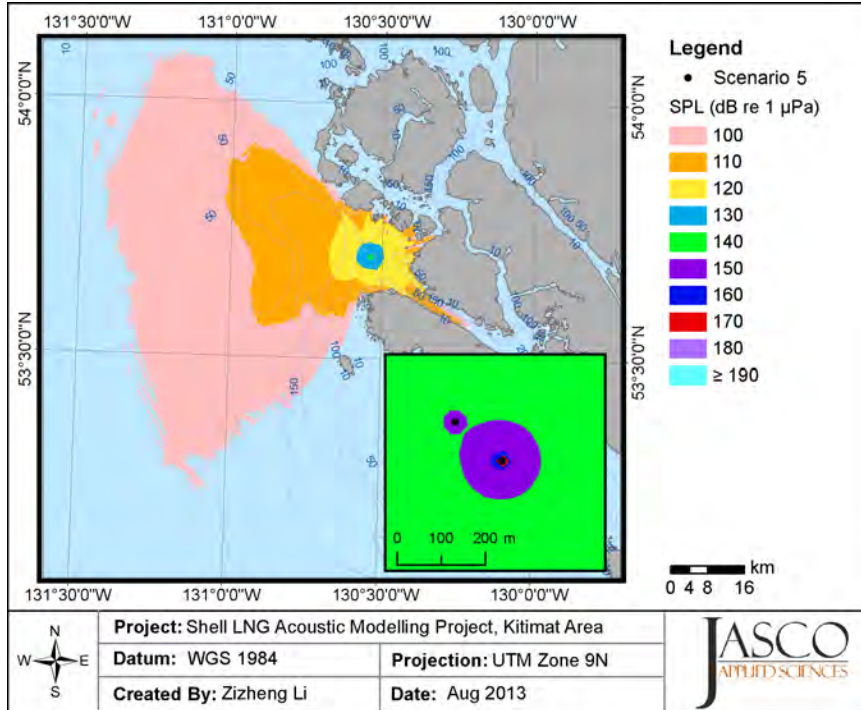 131°30'0"W 131°0'0"W 130°30'0"W 130°0'0"W
54°0'0"N
53°30'0"N
54°0'0"N
53°30'0"N
131°30'0"W 131°0'0"W 130°30'0"W 130°0'0"W
0 100 200 m
Legend
Scenario 5
SPL (dB re 1 µPa)
100
110
120
130
140
150
160
170
180
≥ 190
km
0 4 8 16
N
W E
S
Project: Shell LNG Acoustic Modelling Project, Kitimat Area
Datum: WGS 1984
Projection: UTM Zone 9N
Created By: Zizheng Li
Date: Aug 2013
JASCO
APPLIED SCIENCES